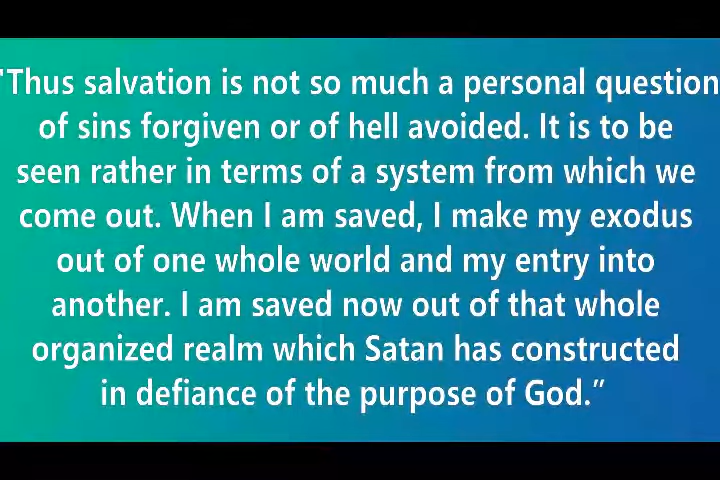 "Thus salvation is not so much a personal question
of sins forgiven or of hell avoided. It is to be
seen rather in terms of a system from which we
come out. When I am saved, I make my exodus
out of one whole world and my entry into
another. I am saved now out of that whole
organized realm which Satan has constructed
in defiance of the purpose of God.”